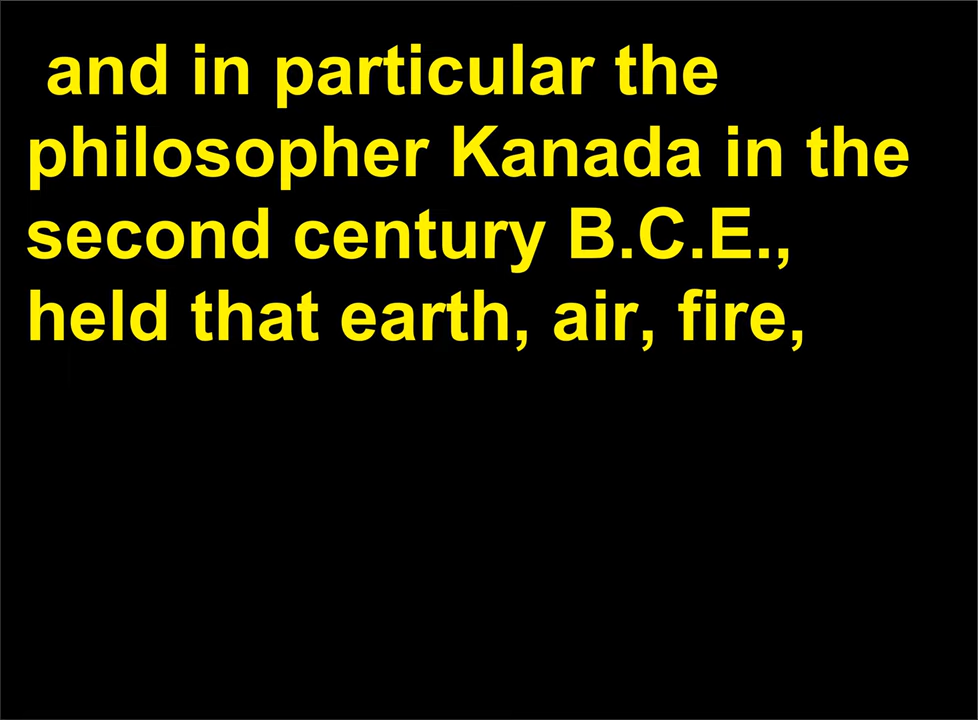 and in particular the
philosopher Kanada in the
second century B.C.E.,
held that earth, air, fire,